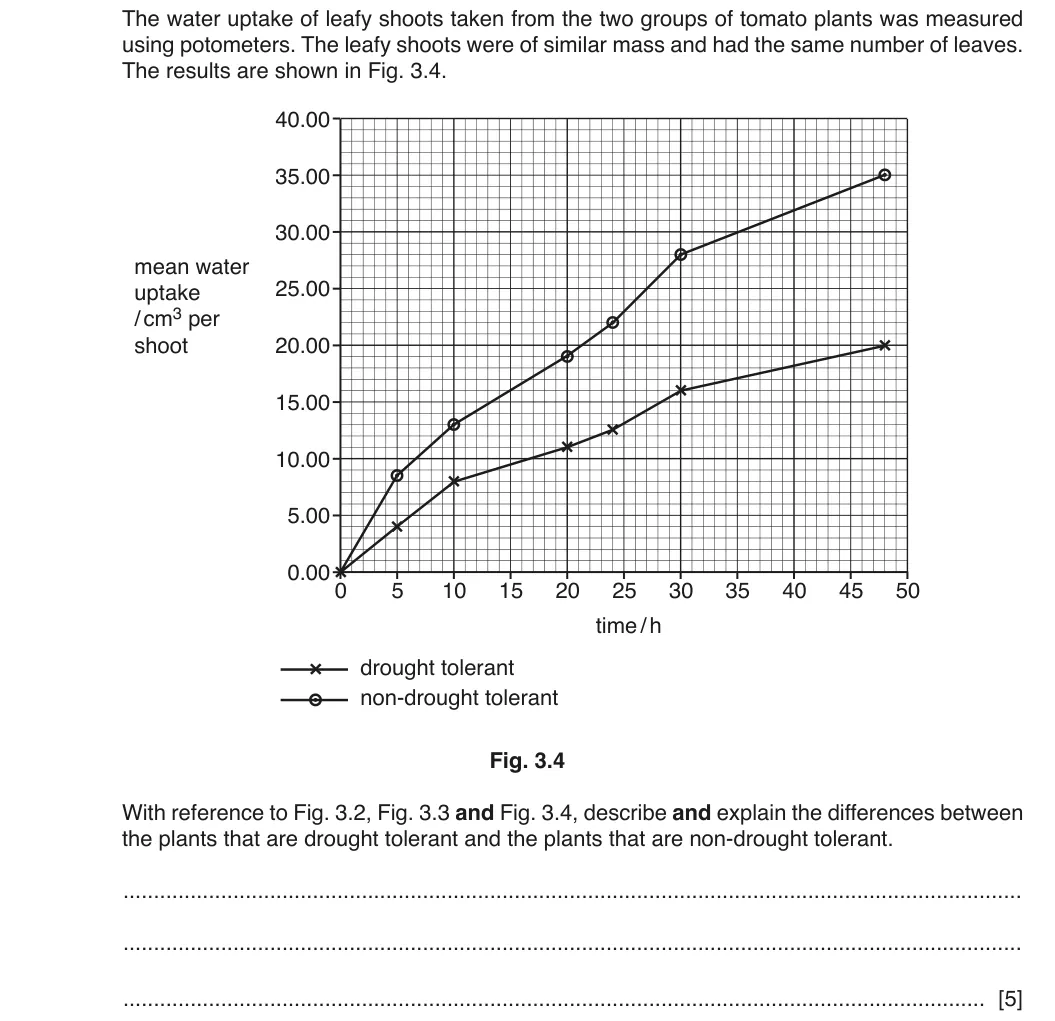 The water uptake of leafy shoots taken from the two groups of tomato plants was measured
using potometers. The leafy shoots were of similar mass and had the same number of leaves.
The results are shown in Fig. 3.4.
40.00
35.00
30.00
25.00
20.00
15.00
10.00
5.00
0.00
mean water
uptake
/ cm³ per
shoot
0 5 10 15 20 25 30 35 40 45 50
time / h
drought tolerant
non-drought tolerant
Fig. 3.4
With reference to Fig. 3.2, Fig. 3.3 and Fig. 3.4, describe and explain the differences between
the plants that are drought tolerant and the plants that are non-drought tolerant.
[5]